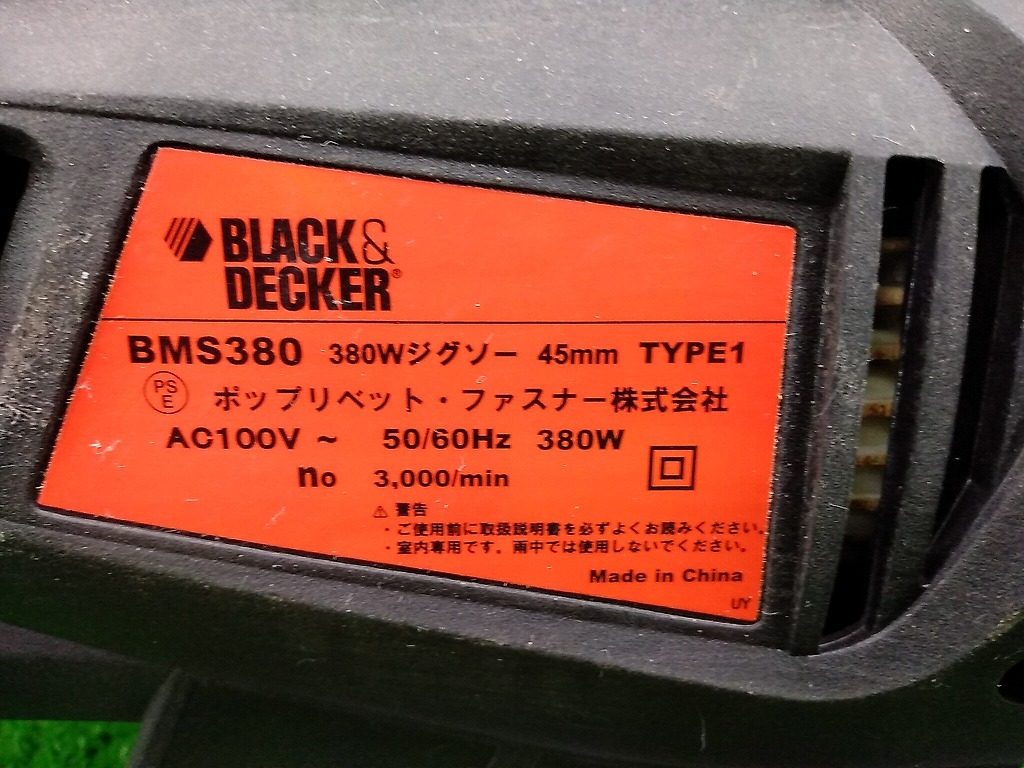 BLACK&
DECKER®
BMS380 380Wジグソー 45mm TYPE1
PS
E
ポップリベット・ファスナー株式会社
AC100V ~ 50/60Hz 380W
no 3,000/min
⚠ 警告
・ご使用前に取扱説明書を必ずよくお読みください。
・室内専用です。雨中では使用しないでください。
Made in China
UY